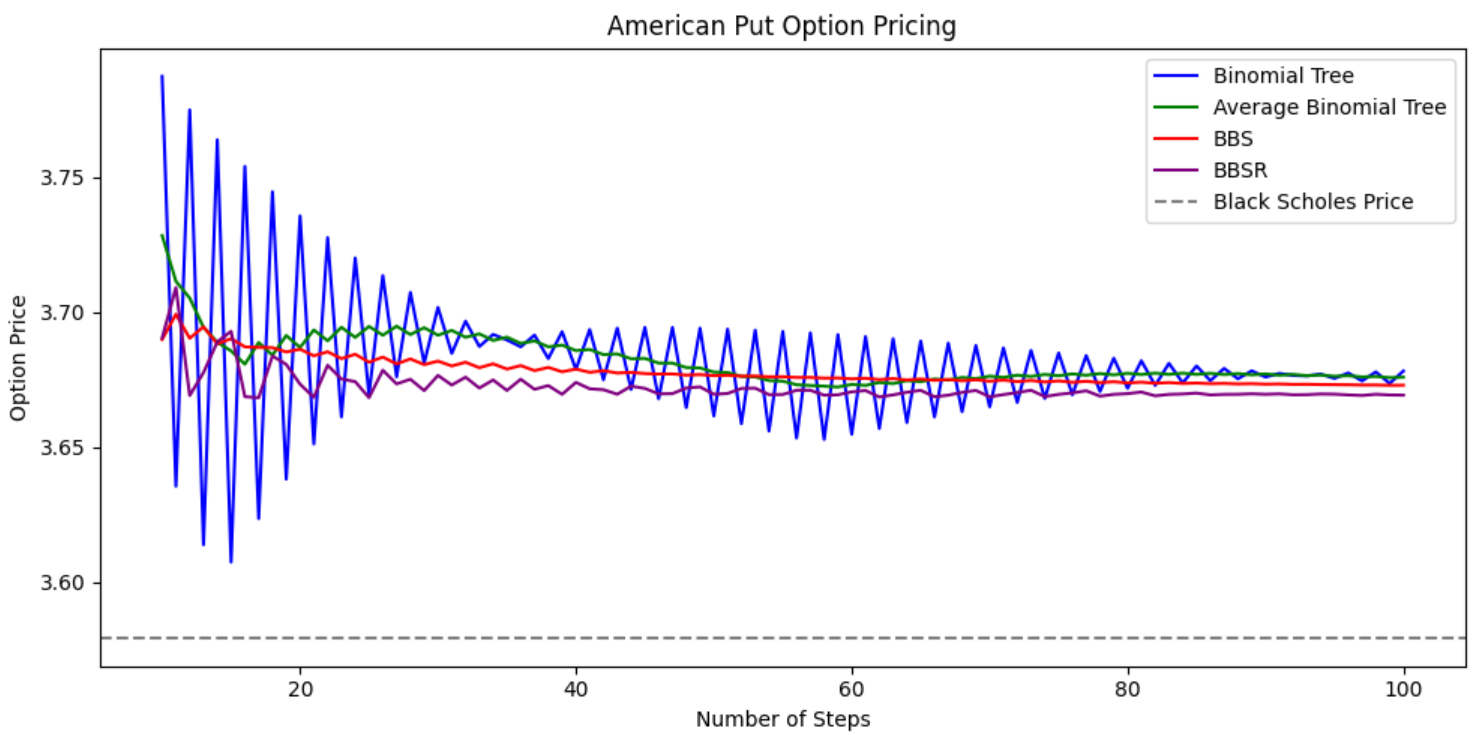 American Put Option Pricing
Binomial Tree
Average Binomial Tree
BBS
BBSR
Black Scholes Price
Option Price
3.75
3.70
3.65
3.60
20
40
60
80
100
Number of Steps